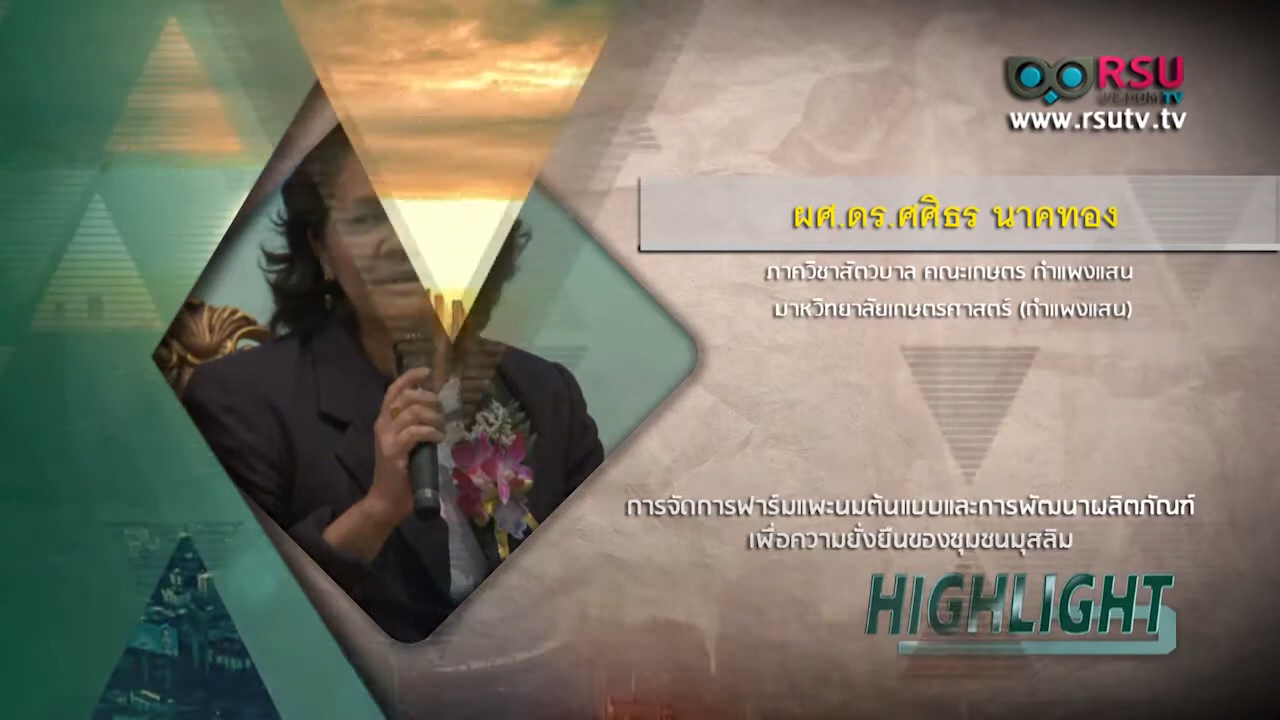 RSU
www.rsutv.tv
ผศ.ดร.ศศิธร นาคทอง
ภาควิชาสัตวบาล คณะเกษตร กำแพงแสน
มาหวิทยาลัยเกษตรศาสตร์ (กำแพงแสน)
การจัดการฟาร์มแพะนมต้นแบบและการพัฒนาผลิตภัณฑ์
เพื่อความยั่งยืนของชุมชนมุสลิม
HIGHLIGHT